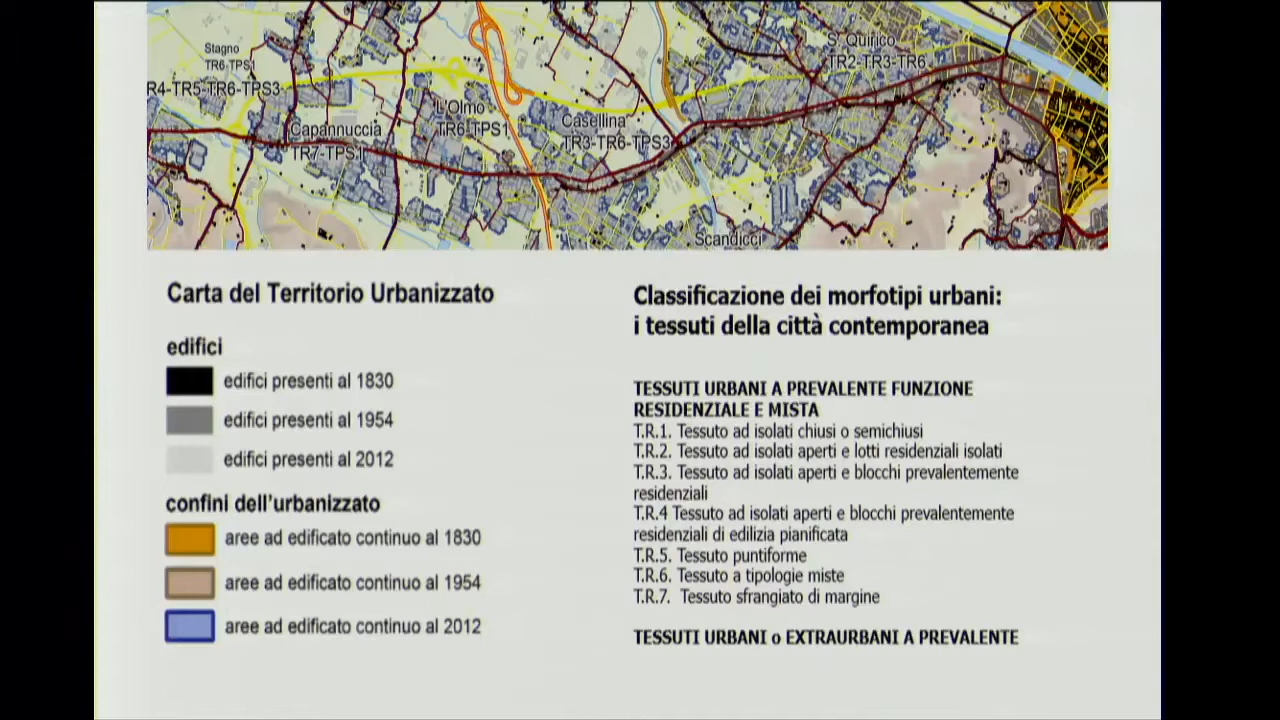 Stagno
TR6-TPS1
R4-TR5-TR6-TPS3
S. Quirico
TR2-TR3-TR6
L'Olmo
TR6-TPS1
Capannuccia
TR7-TPS1
Casellina
TR3-TR6-TPS3
Scandicci
Carta del Territorio Urbanizzato
edifici
edifici presenti al 1830
edifici presenti al 1954
edifici presenti al 2012
confini dell'urbanizzato
aree ad edificato continuo al 1830
aree ad edificato continuo al 1954
aree ad edificato continuo al 2012
Classificazione dei morfotipi urbani:
i tessuti della città contemporanea
TESSUTI URBANI A PREVALENTE FUNZIONE
RESIDENZIALE E MISTA
T.R.1. Tessuto ad isolati chiusi o semichiusi
T.R.2. Tessuto ad isolati aperti e lotti residenziali isolati
T.R.3. Tessuto ad isolati aperti e blocchi prevalentemente
residenziali
T.R.4 Tessuto ad isolati aperti e blocchi prevalentemente
residenziali di edilizia pianificata
T.R.5. Tessuto puntiforme
T.R.6. Tessuto a tipologie miste
T.R.7. Tessuto sfrangiato di margine
TESSUTI URBANI o EXTRAURBANI A PREVALENTE